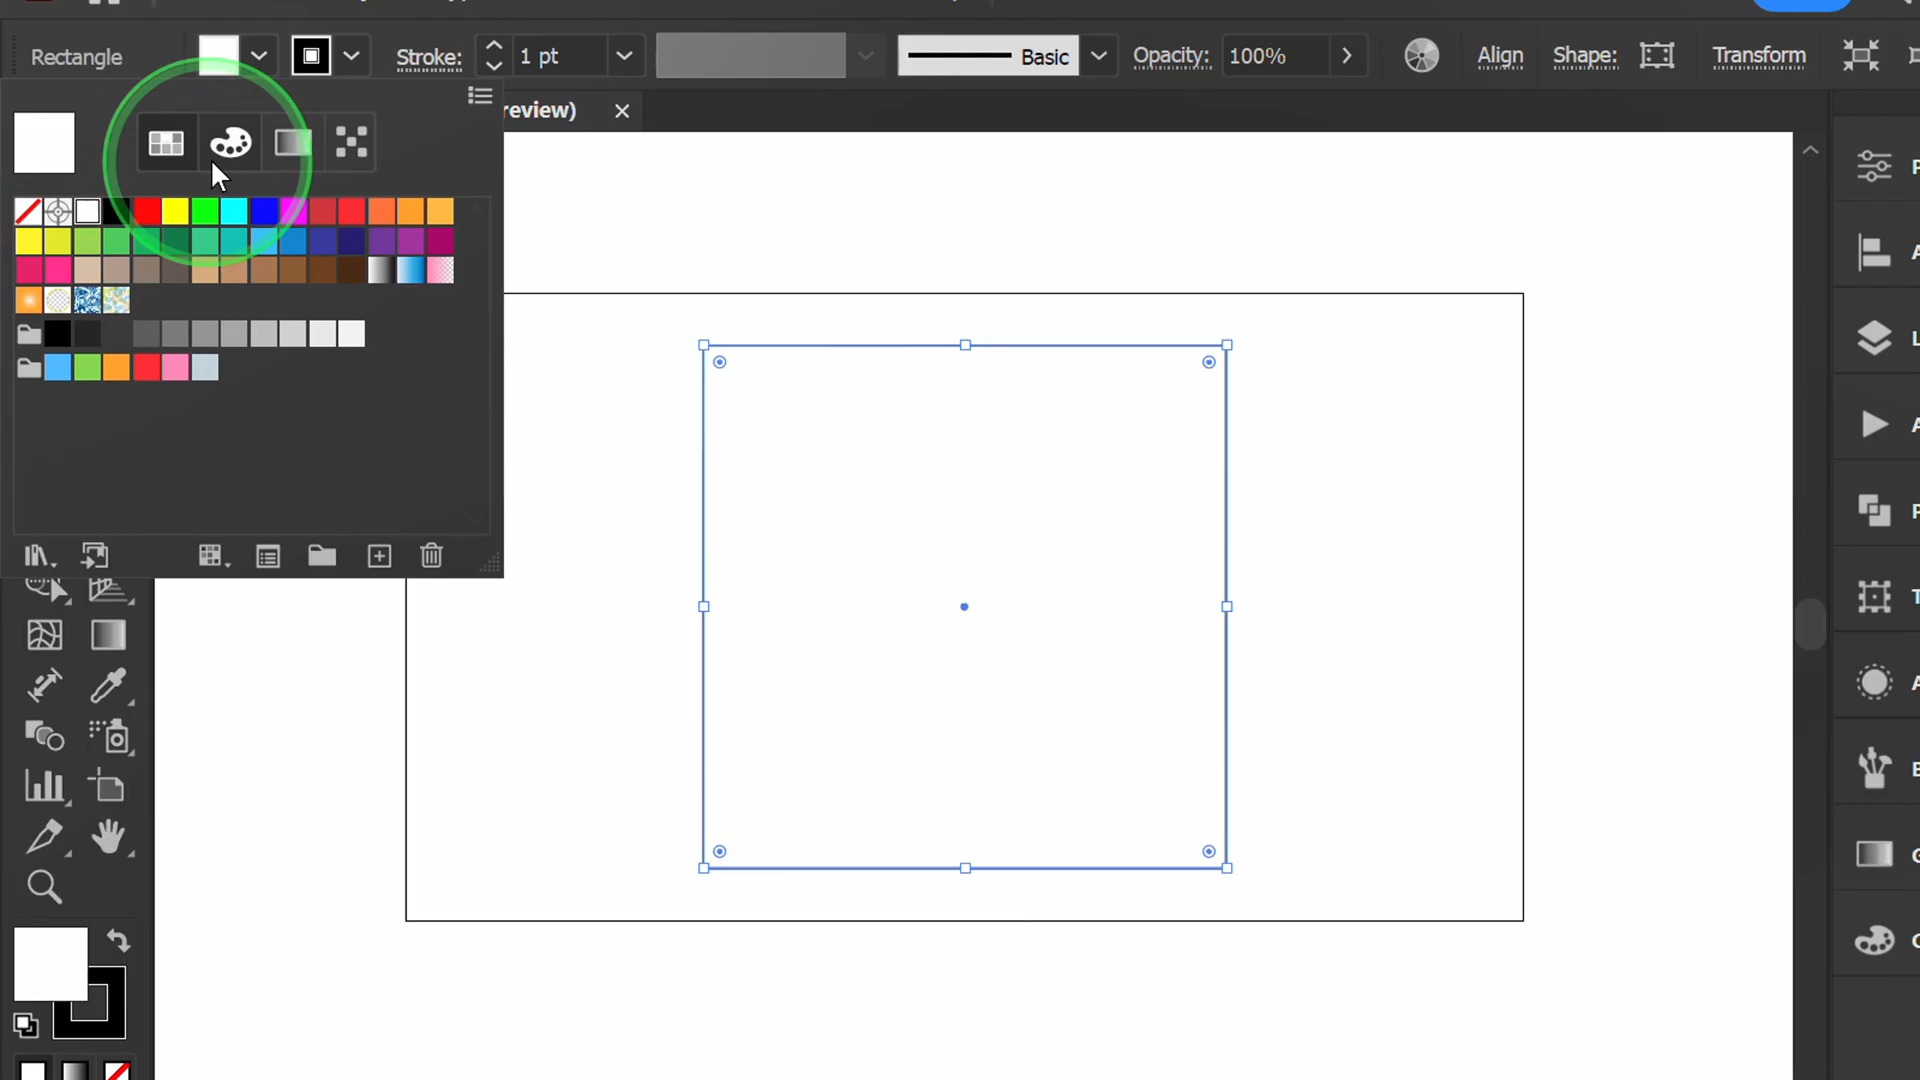 Rectangle Stroke: 1 pt Basic Opacity: 100% Align Shape: Transform
review)